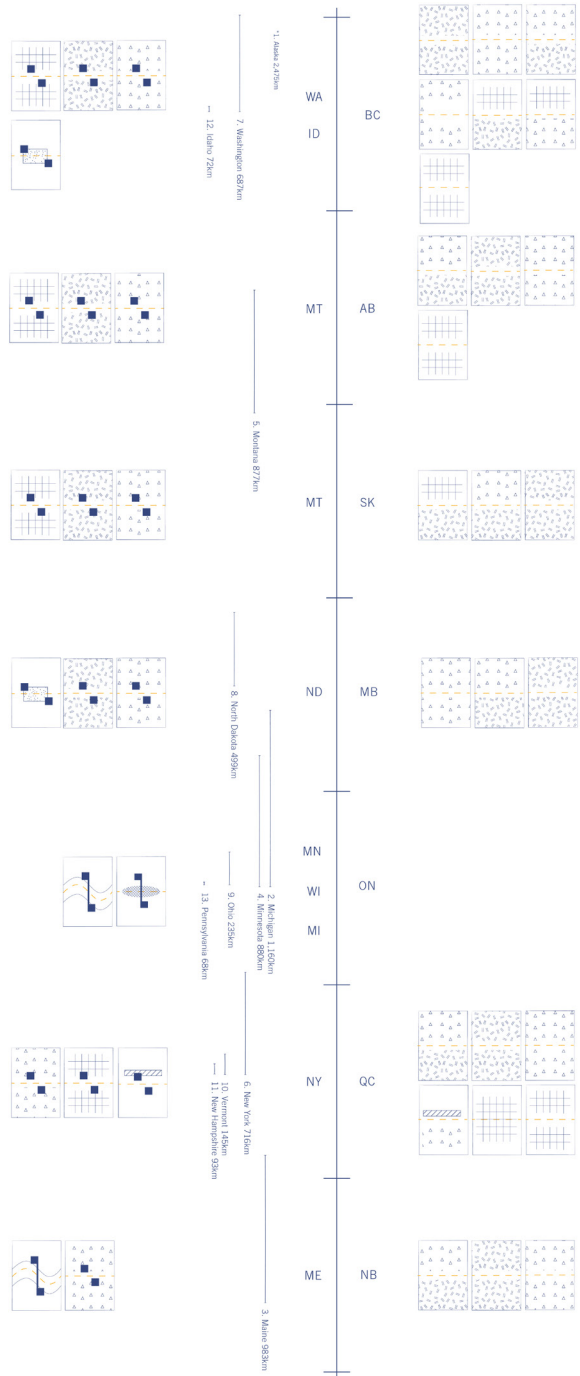 *1. Alaska 2,475km
7. Washington 687km
12. Idaho 72km
WA
ID
BC
MT
AB
5. Montana 877km
MT
SK
ND
MB
8. North Dakota 499km
MN
WI
MI
ON
2. Michigan 1,160km
4. Minnesota 880km
9. Ohio 235km
13. Pennsylvania 68km
NY
QC
6. New York 716km
10. Vermont 145km
11. New Hampshire 93km
ME
NB
3. Maine 983km